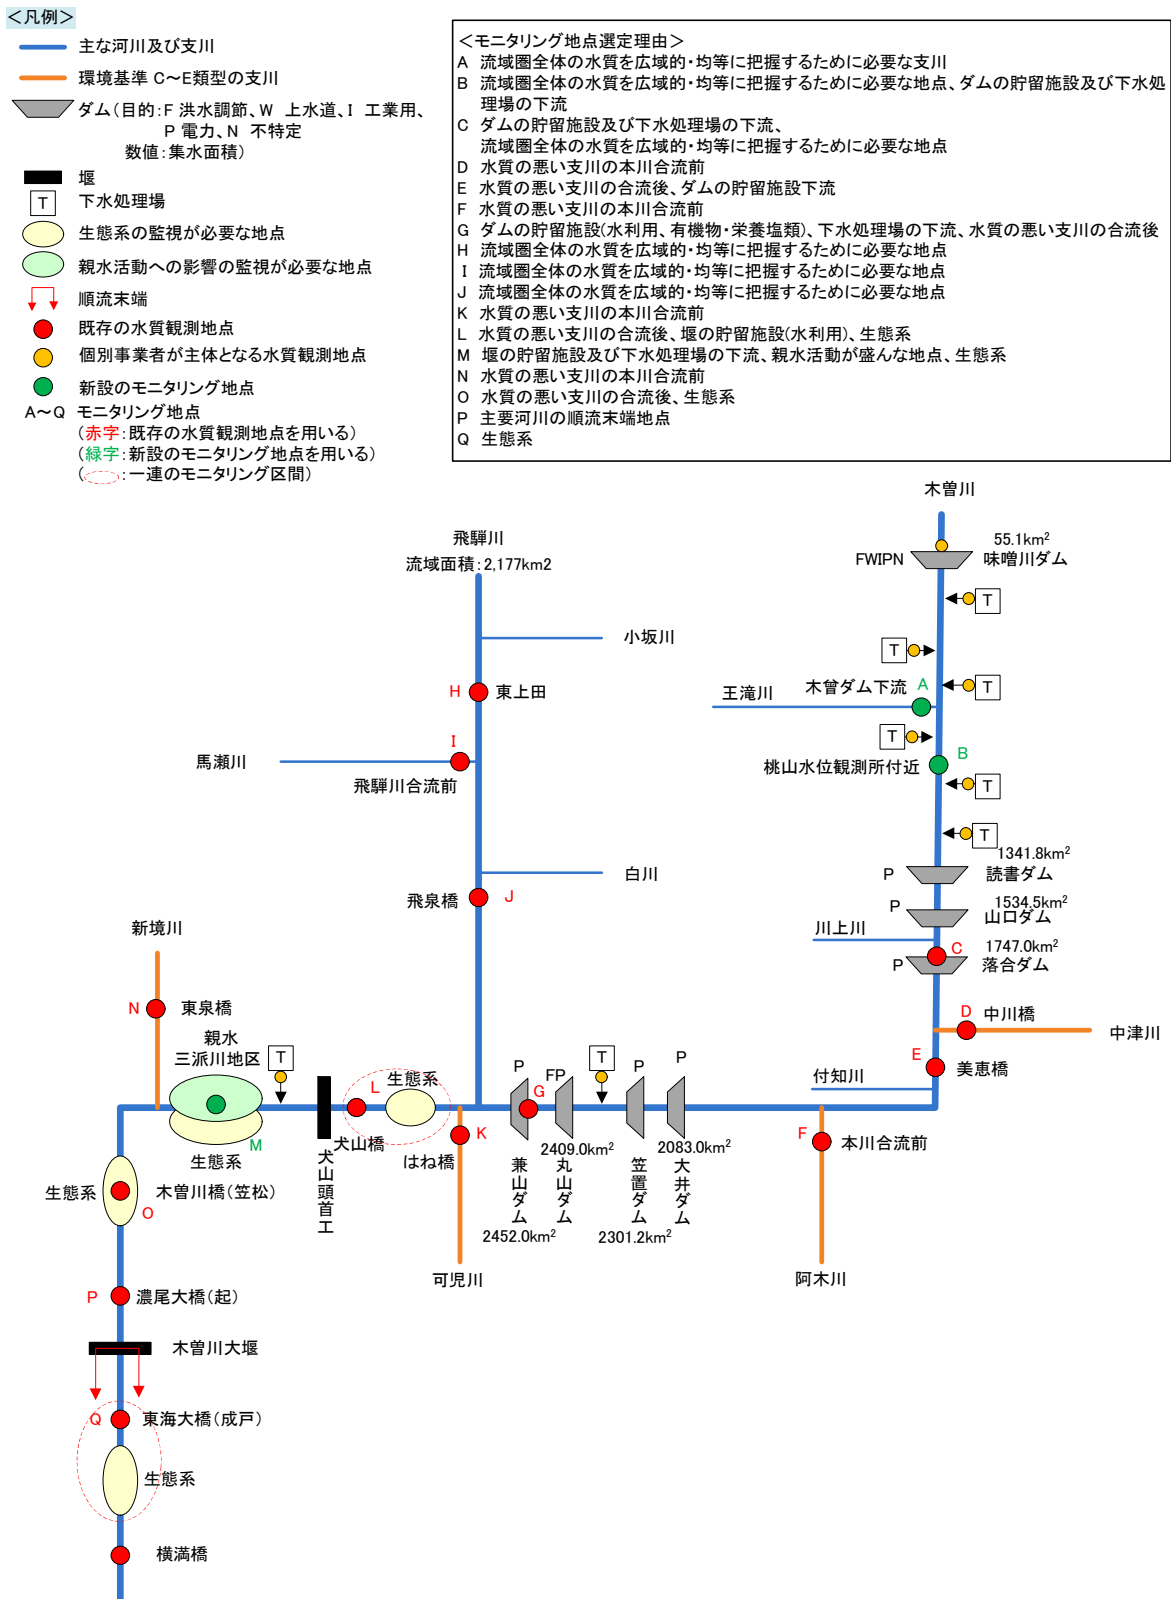 <凡例>
主な河川及び支川
環境基準 C～E類型の支川
ダム(目的:F 洪水調節、W 上水道、I 工業用、
P 電力、N 不特定
数値:集水面積)
堰
T 下水処理場
生態系の監視が必要な地点
親水活動への影響の監視が必要な地点
順流末端
既存の水質観測地点
個別事業者が主体となる水質観測地点
新設のモニタリング地点
A～Q モニタリング地点
(赤字:既存の水質観測地点を用いる)
(緑字:新設のモニタリング地点を用いる)
( :一連のモニタリング区間)
<モニタリング地点選定理由>
A 流域圏全体の水質を広域的・均等に把握するために必要な支川
B 流域圏全体の水質を広域的・均等に把握するために必要な地点、ダムの貯留施設及び下水処
理場の下流
C ダムの貯留施設及び下水処理場の下流、
流域圏全体の水質を広域的・均等に把握するために必要な地点
D 水質の悪い支川の本川合流前
E 水質の悪い支川の合流後、ダムの貯留施設下流
F 水質の悪い支川の本川合流前
G ダムの貯留施設(水利用、有機物・栄養塩類)、下水処理場の下流、水質の悪い支川の合流後
H 流域圏全体の水質を広域的・均等に把握するために必要な地点
I 流域圏全体の水質を広域的・均等に把握するために必要な地点
J 流域圏全体の水質を広域的・均等に把握するために必要な地点
K 水質の悪い支川の本川合流前
L 水質の悪い支川の合流後、堰の貯留施設(水利用)、生態系
M 堰の貯留施設及び下水処理場の下流、親水活動が盛んな地点、生態系
N 水質の悪い支川の本川合流前
O 水質の悪い支川の合流後、生態系
P 主要河川の順流末端地点
Q 生態系
木曽川
飛騨川
流域面積:2,177km2
55.1km²
FWIPN 味噌川ダム
T
小坂川
T
H 東上田
王滝川
木曾ダム下流 A
T
T
I
馬瀬川
飛騨川合流前
B
桃山水位観測所付近
T
T
1341.8km²
P 読書ダム
白川
飛泉橋 J
1534.5km²
P 山口ダム
川上川
1747.0km²
C
P 落合ダム
新境川
N 東泉橋
D 中川橋
中津川
親水
三派川地区
T
E 美恵橋
付知川
L 生態系
P
G
FP
T
P
P
犬山橋
K
はね橋
F 本川合流前
M
生態系
犬山頭首工
2409.0km²
2083.0km²
兼山ダム
丸山ダム
笠置ダム
大井ダム
2452.0km²
2301.2km²
生態系 木曽川橋(笠松)
O
可児川
阿木川
P 濃尾大橋(起)
木曽川大堰
Q 東海大橋(成戸)
生態系
横満橋